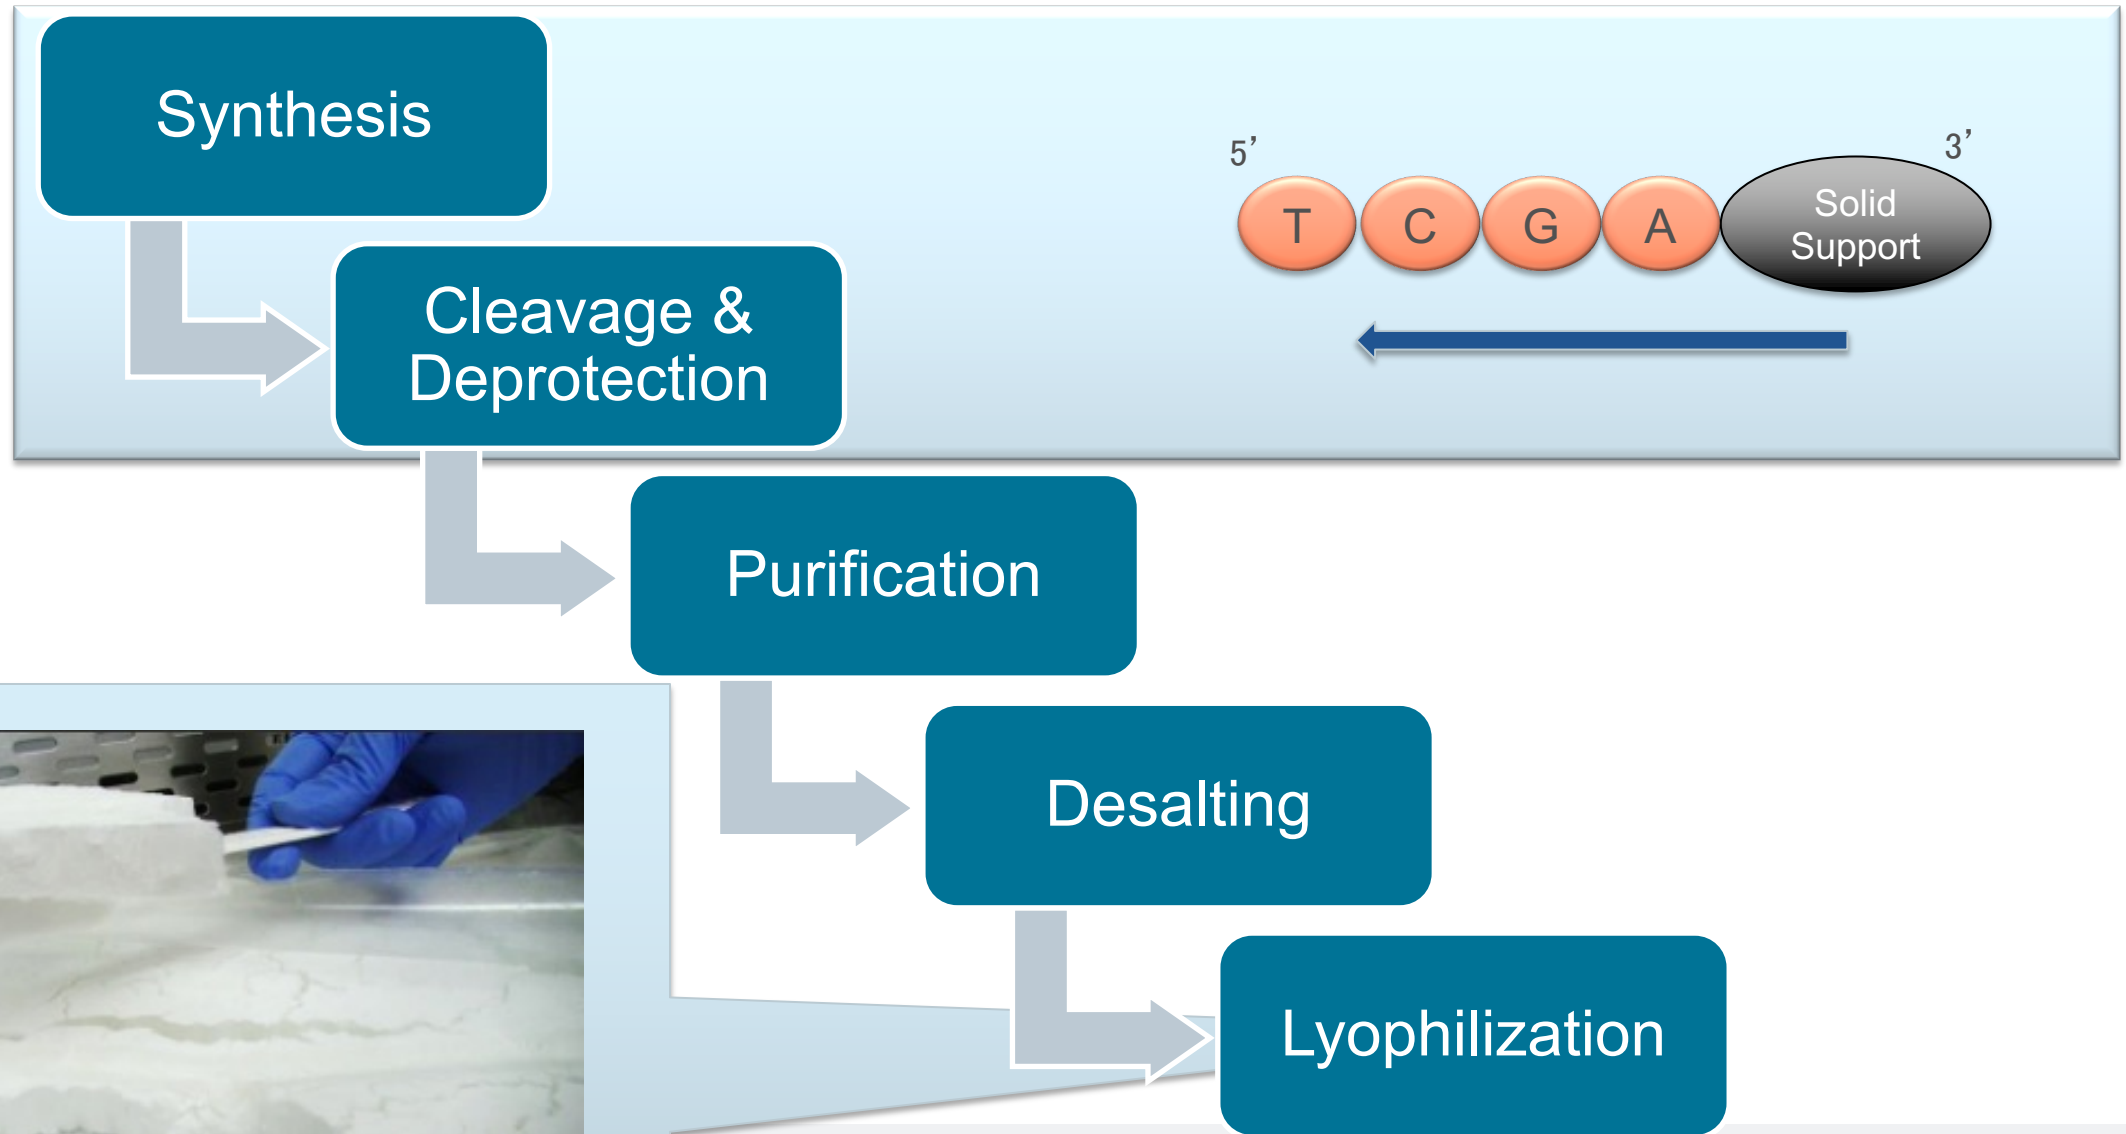 Synthesis
5’
3’
T C G A
Solid
Support
Cleavage &
Deprotection
Purification
Desalting
Lyophilization